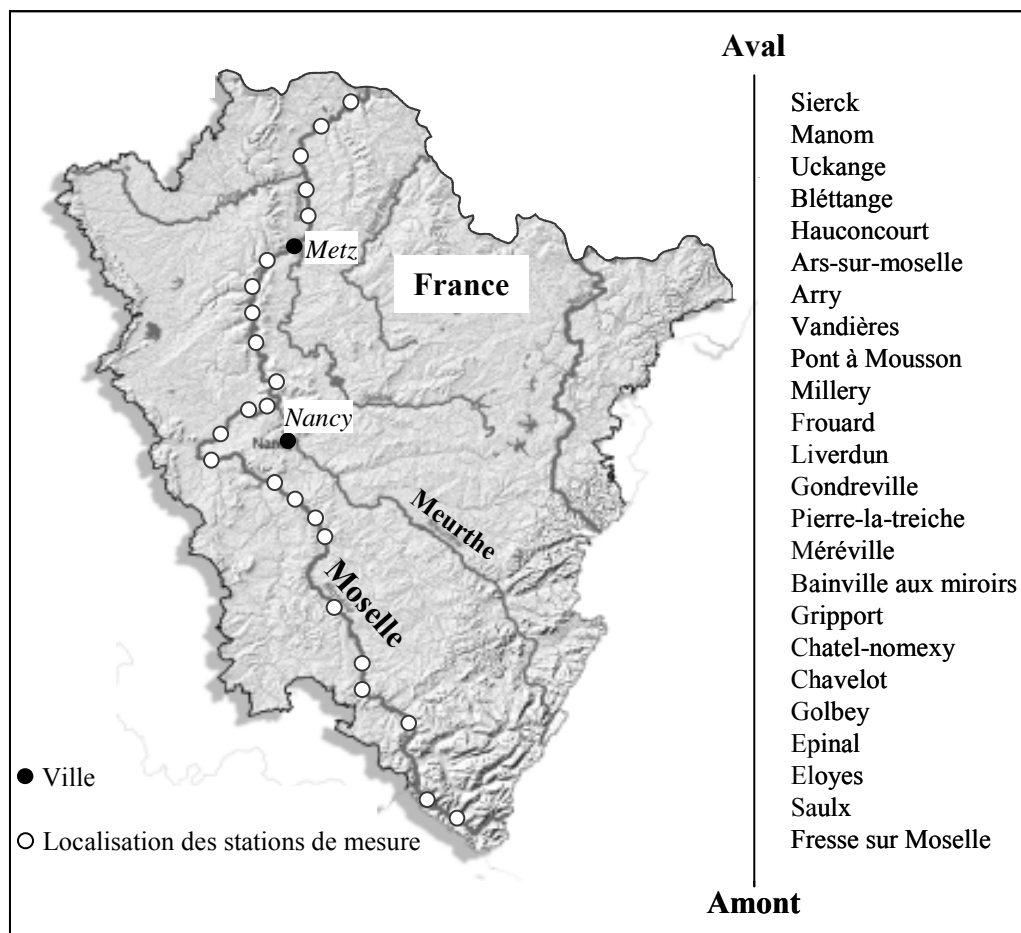 Aval
Sierck
Manom
Uckange
Bléttange
Hauconcourt
Ars-sur-moselle
Arry
Vandières
Pont à Mousson
Millery
Frouard
Liverdun
Gondreville
Pierre-la-treiche
Méréville
Bainville aux miroirs
Gripport
Chatel-nomexy
Chavelot
Golbey
Epinal
Eloyes
Saulx
Fresse sur Moselle
Amont
Metz
France
Nancy
Meurthe
Moselle
Ville
Localisation des stations de mesure